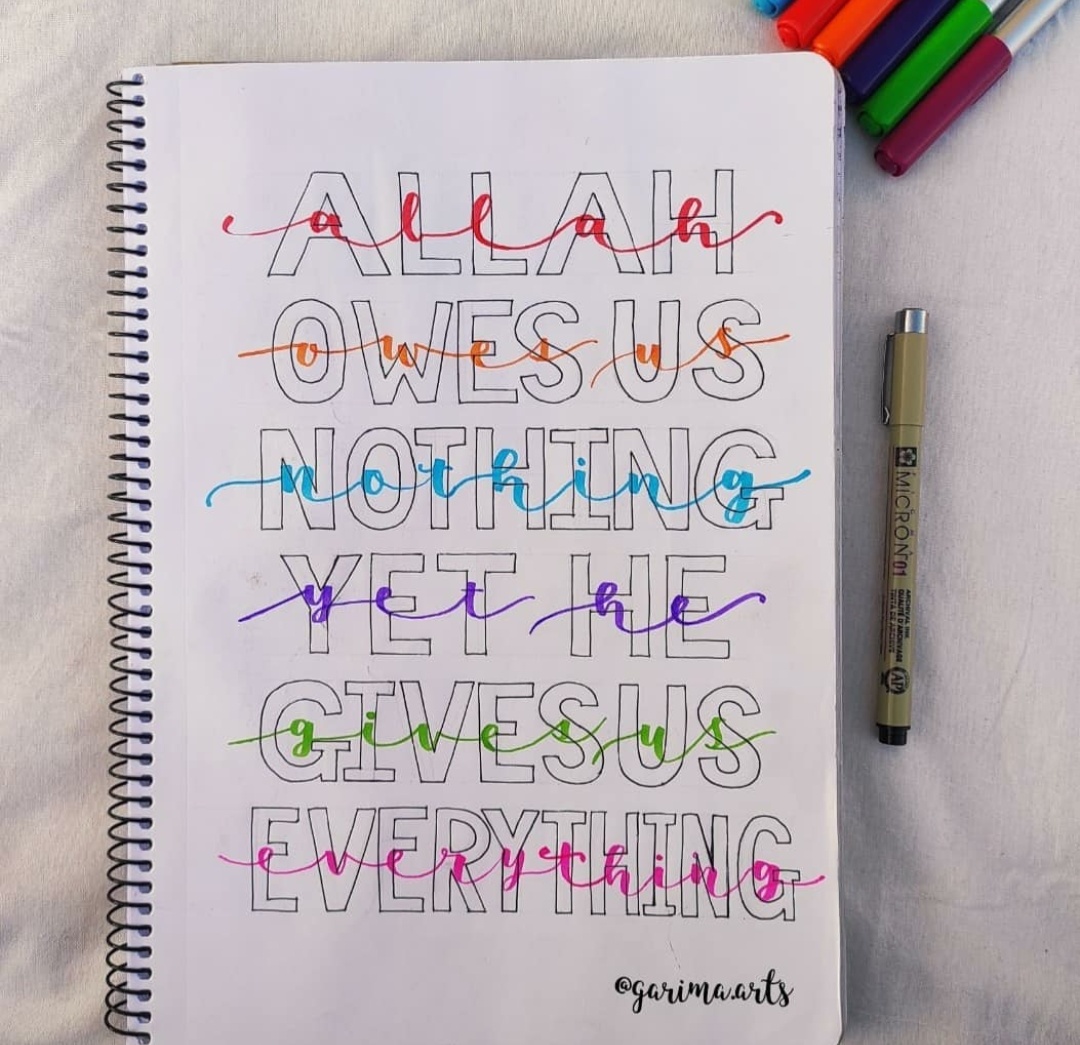 ALLAH
allah
OWES US
owes us
NOTHING
nothing
YET HE
yet he
GIVES US
gives us
EVERYTHING
everything
@garima.arts
MICRON 01
ARCHIVAL INK
QUALITÉ D'ARCHIVAGE
TINTA DE ARCHIVO
AP